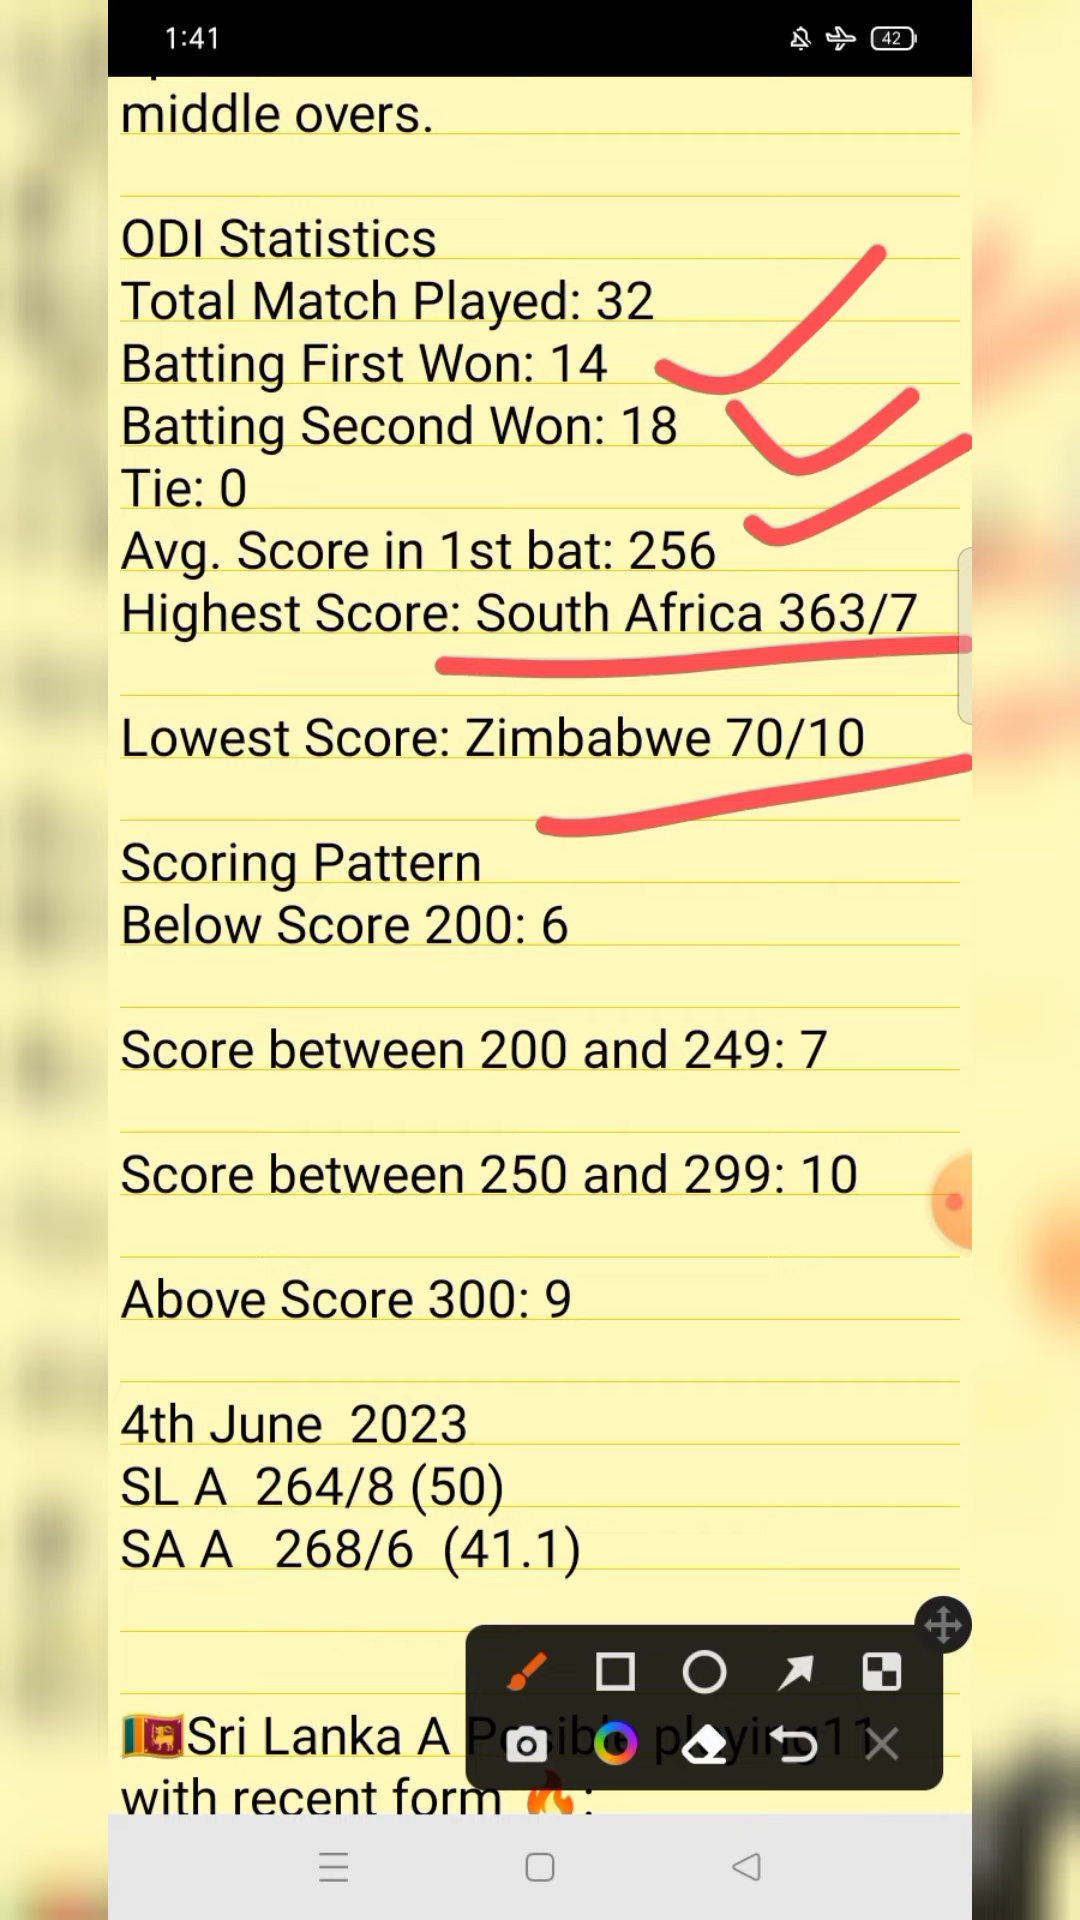 1:41
42
middle overs.
ODI Statistics
Total Match Played: 32
Batting First Won: 14
Batting Second Won: 18
Tie: 0
Avg. Score in 1st bat: 256
Highest Score: South Africa 363/7
Lowest Score: Zimbabwe 70/10
Scoring Pattern
Below Score 200: 6
Score between 200 and 249: 7
Score between 250 and 299: 10
Above Score 300: 9
4th June 2023
SL A 264/8 (50)
SA A 268/6 (41.1)
🇱🇰Sri Lanka A Posible playing11
with recent form 🔥: